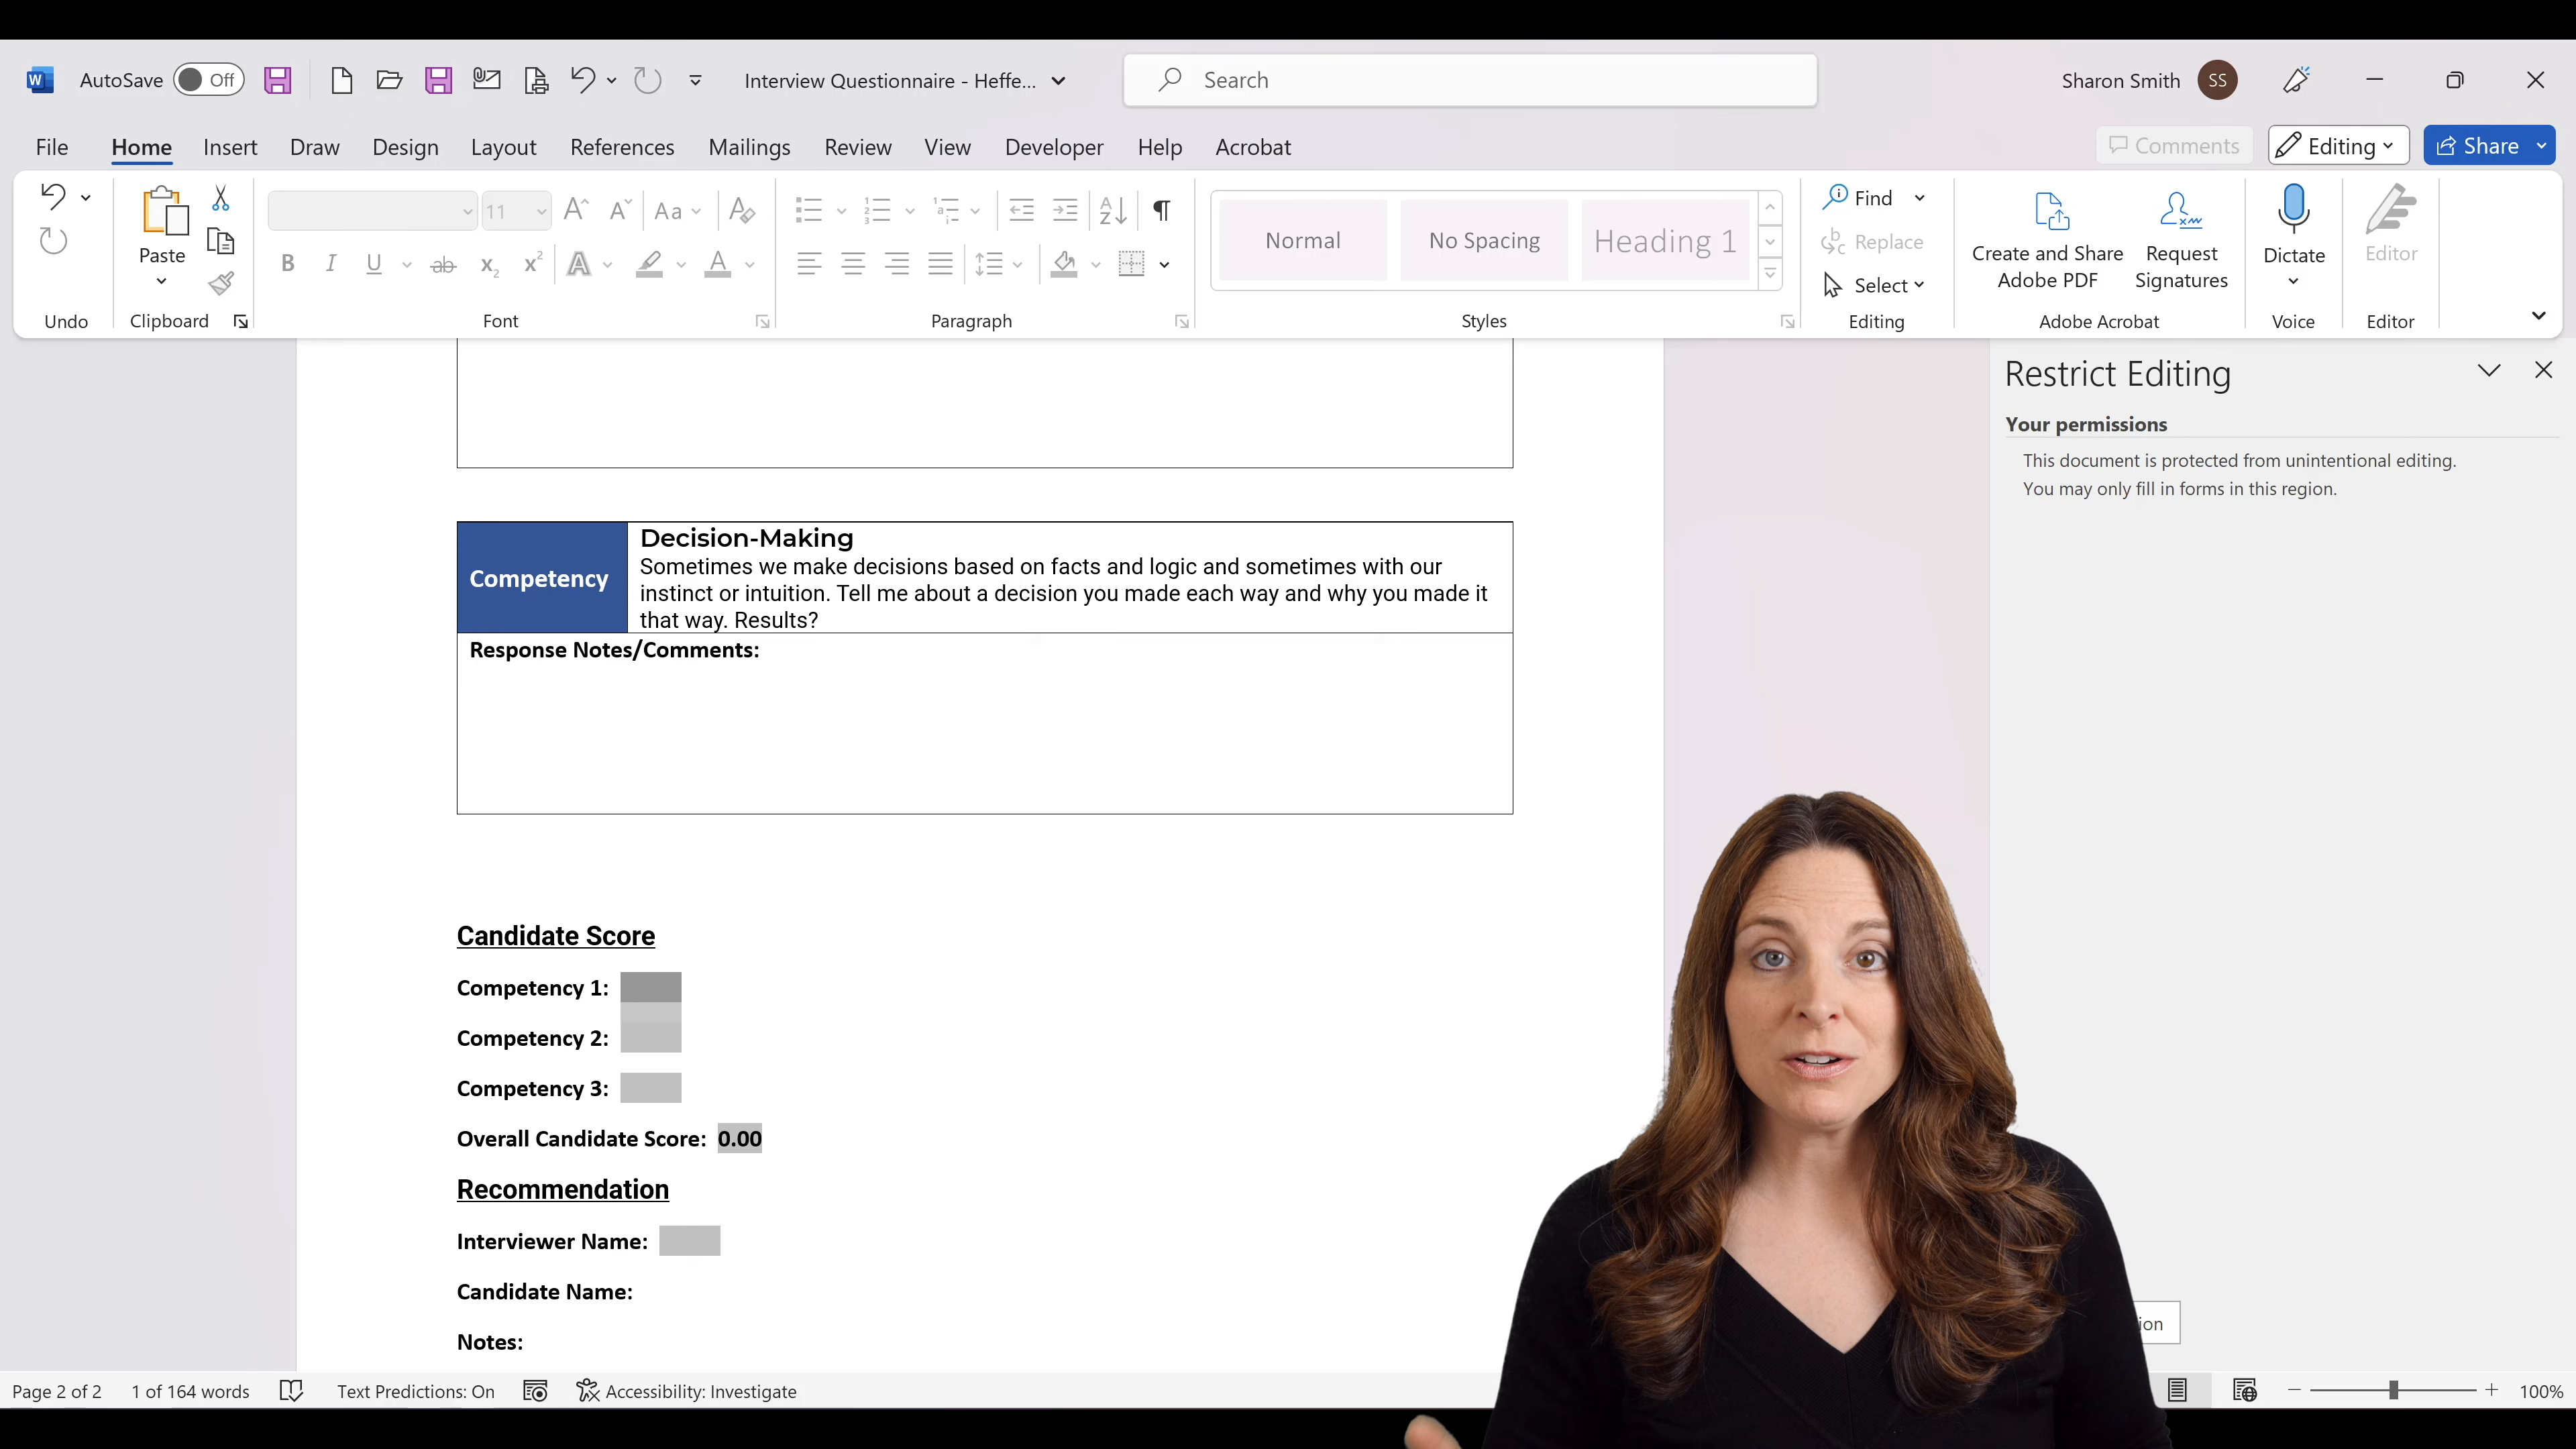 AutoSave Off Interview Questionnaire - Heffe... Search Sharon Smith SS
File Home Insert Draw Design Layout References Mailings Review View Developer Help Acrobat Comments Editing Share
11 Aa
Normal No Spacing Heading 1
Find
Replace
Select
Paste
Create and Share
Adobe PDF
Request
Signatures
Dictate
Editor
Undo Clipboard Font Paragraph Styles Editing Adobe Acrobat Voice Editor
Restrict Editing
Your permissions
This document is protected from unintentional editing.
You may only fill in forms in this region.
Competency
Decision-Making
Sometimes we make decisions based on facts and logic and sometimes with our
instinct or intuition. Tell me about a decision you made each way and why you made it
that way. Results?
Response Notes/Comments:
Candidate Score
Competency 1:
Competency 2:
Competency 3:
Overall Candidate Score: 0.00
Recommendation
Interviewer Name:
Candidate Name:
Notes:
Page 2 of 2 1 of 164 words Text Predictions: On Accessibility: Investigate 100%